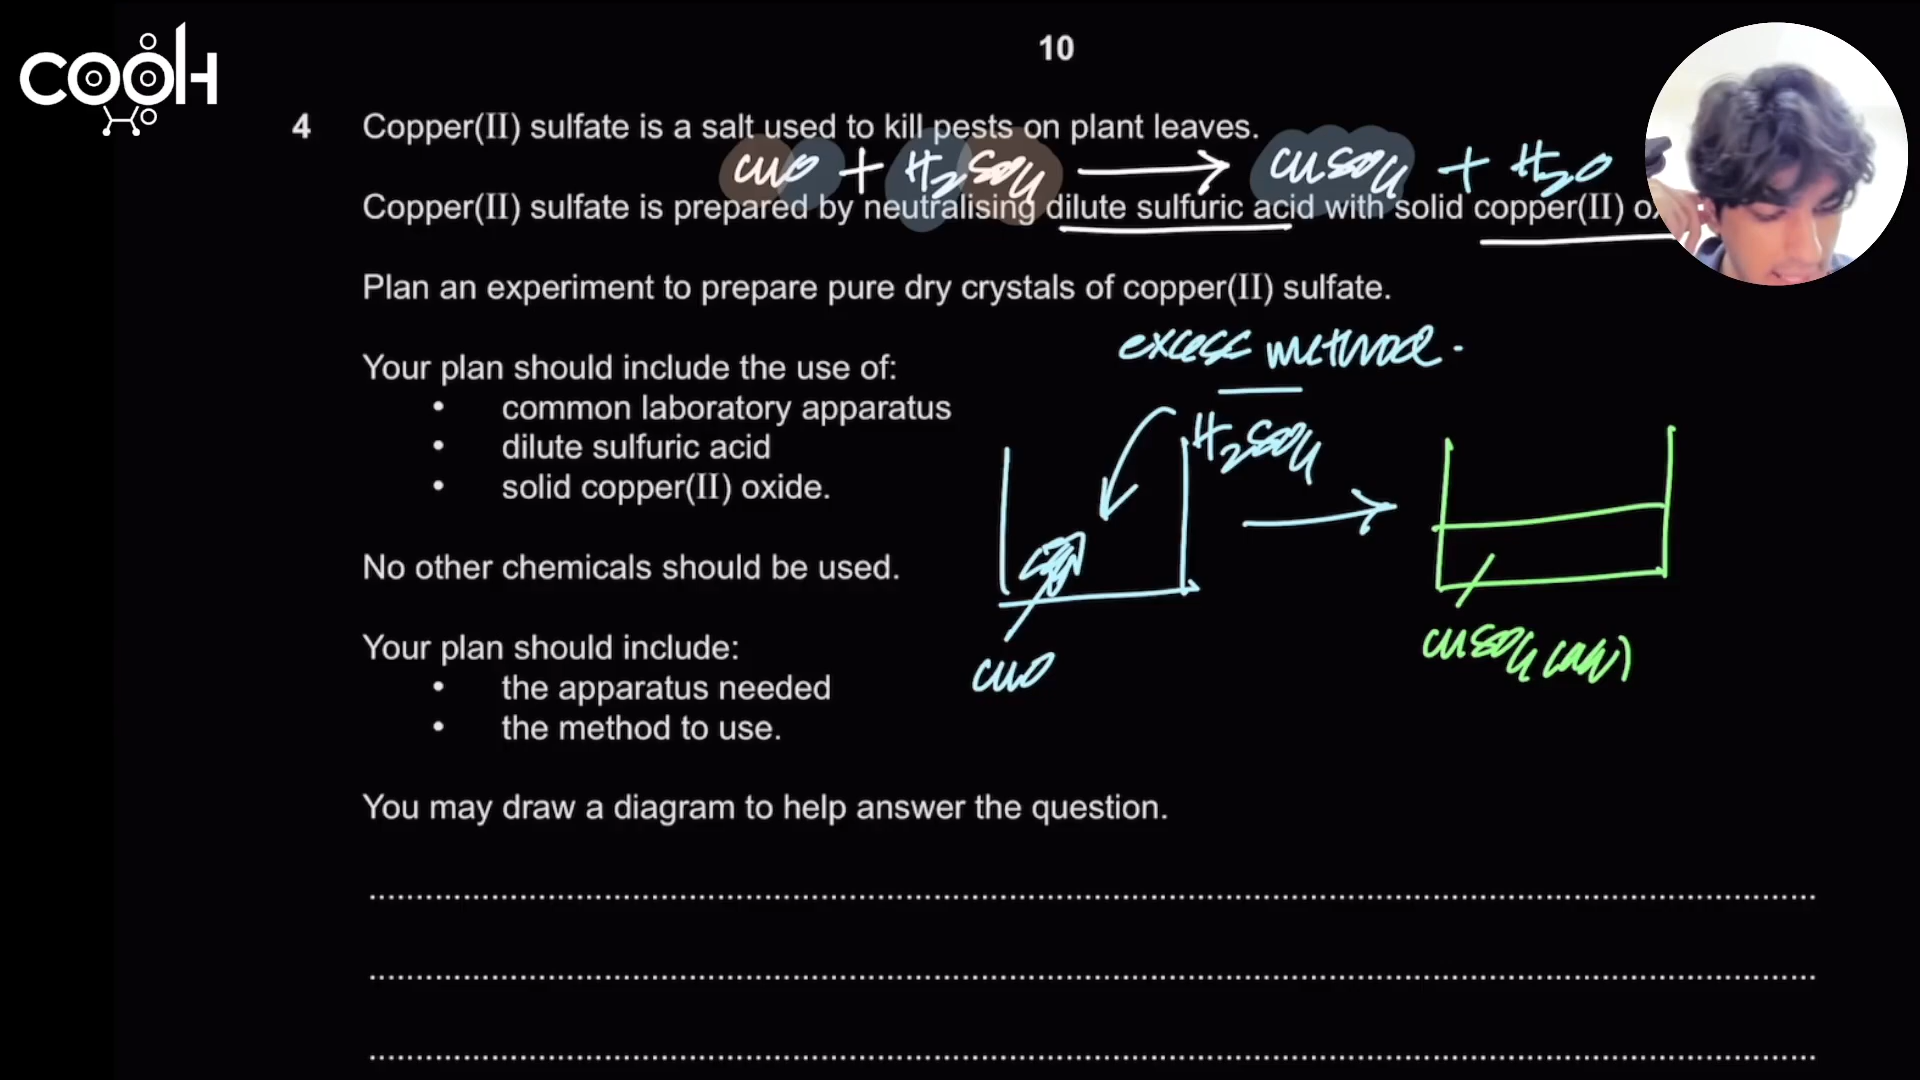 COOH
10
4 Copper(II) sulfate is a salt used to kill pests on plant leaves.
CuO + H2SO4 → CuSO4 + H2O
Copper(II) sulfate is prepared by neutralising dilute sulfuric acid with solid copper(II) ox
Plan an experiment to prepare pure dry crystals of copper(II) sulfate.
excess method.
Your plan should include the use of:
• common laboratory apparatus
H2SO4
• dilute sulfuric acid
• solid copper(II) oxide.
No other chemicals should be used.
Your plan should include:
CuSO4 (aq)
CuO
• the apparatus needed
• the method to use.
You may draw a diagram to help answer the question.